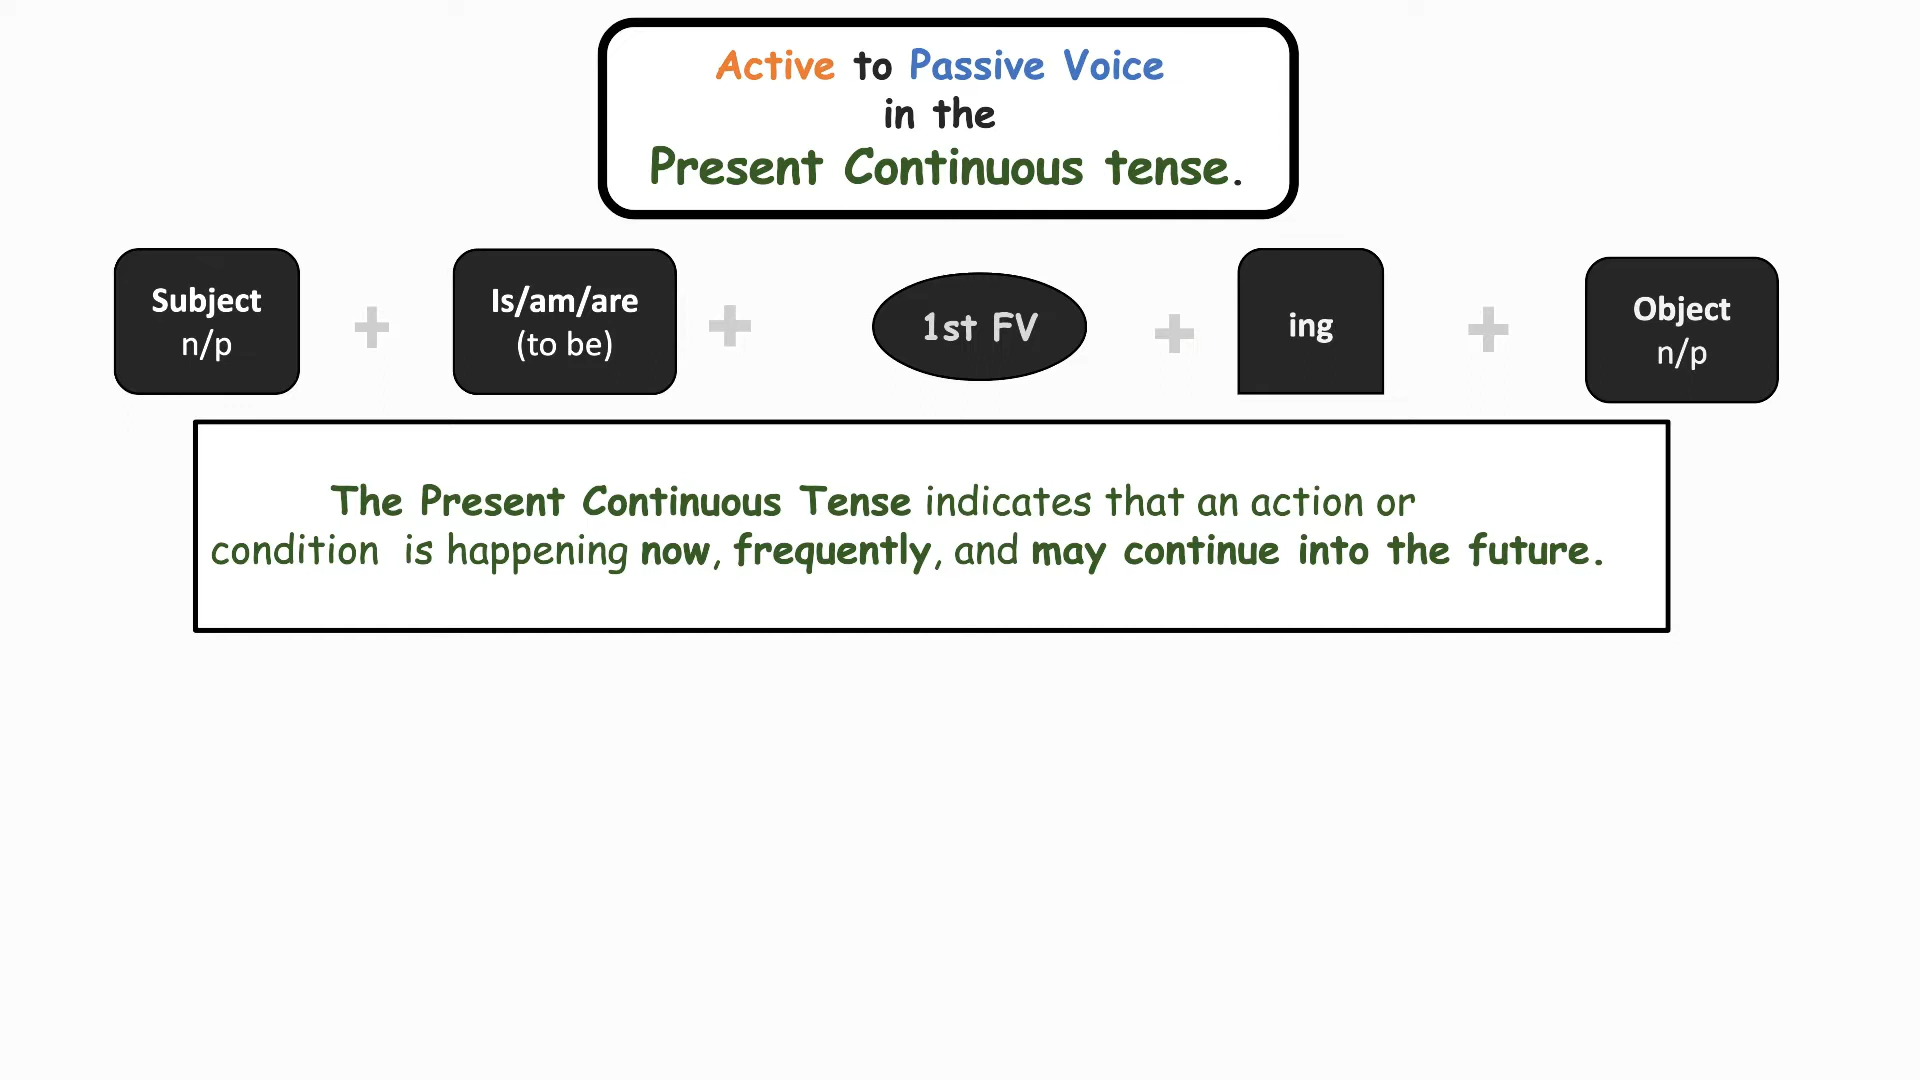 Active to Passive Voice
in the
Present Continuous tense.
Subject
n/p
Is/am/are
(to be)
1st FV
ing
Object
n/p
The Present Continuous Tense indicates that an action or
condition is happening now, frequently, and may continue into the future.